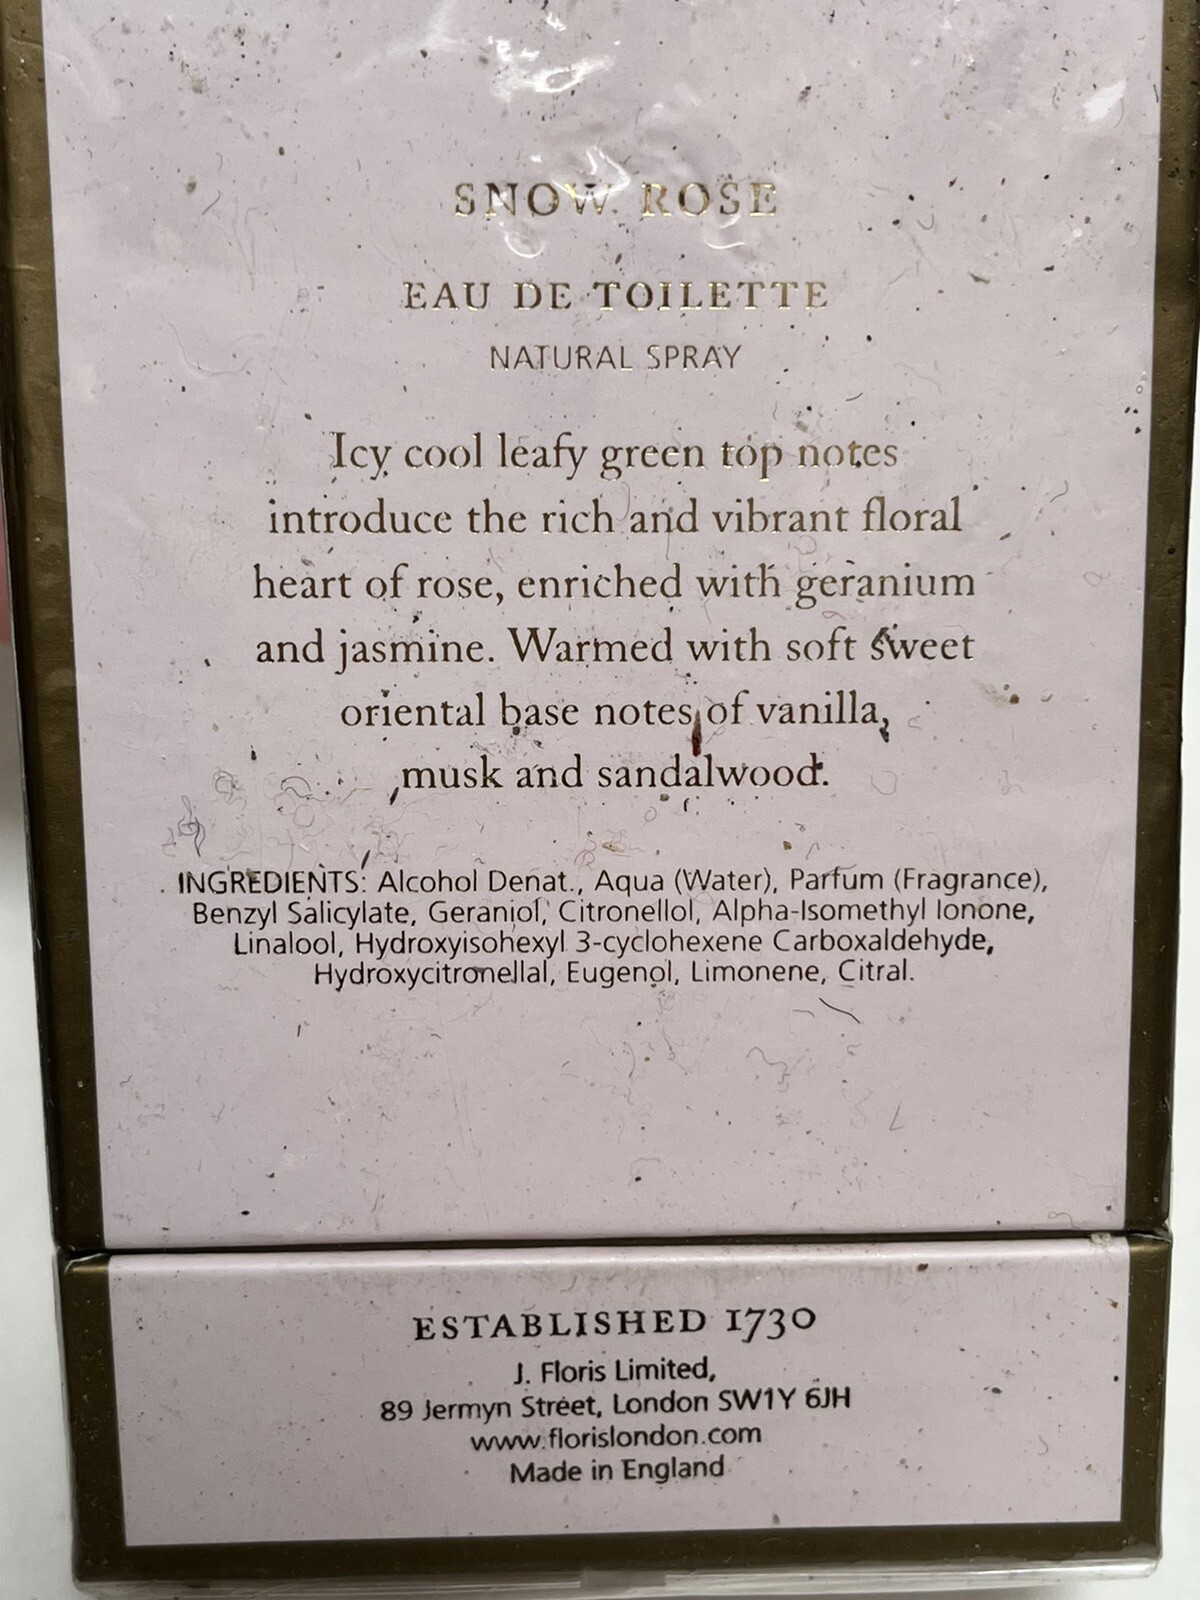 SNOW ROSE
EAU DE TOILETTE
NATURAL SPRAY
Icy cool leafy green top notes
introduce the rich and vibrant floral
heart of rose, enriched with geranium
and jasmine. Warmed with soft sweet
oriental base notes of vanilla,
musk and sandalwood.
INGREDIENTS: Alcohol Denat., Aqua (Water), Parfum (Fragrance),
Benzyl Salicylate, Geraniol, Citronellol, Alpha-Isomethyl Ionone,
Linalool, Hydroxyisohexyl 3-cyclohexene Carboxaldehyde,
Hydroxycitronellal, Eugenol, Limonene, Citral.
ESTABLISHED 1730
J. Floris Limited,
89 Jermyn Street, London SW1Y 6JH
www.florislondon.com
Made in England